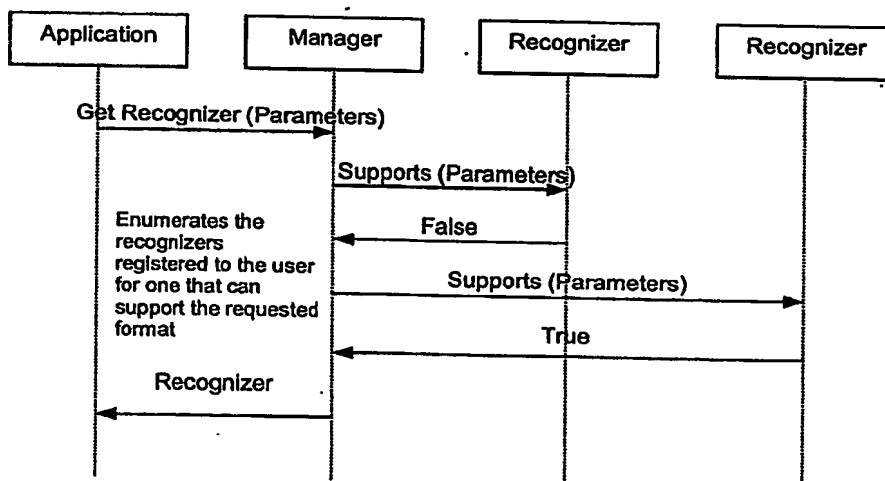 Application
Manager
Recognizer
Recognizer
Get Recognizer (Parameters)
Supports (Parameters)
False
Enumerates the
recognizers
registered to the user
for one that can
support the requested
format
Supports (Parameters)
True
Recognizer